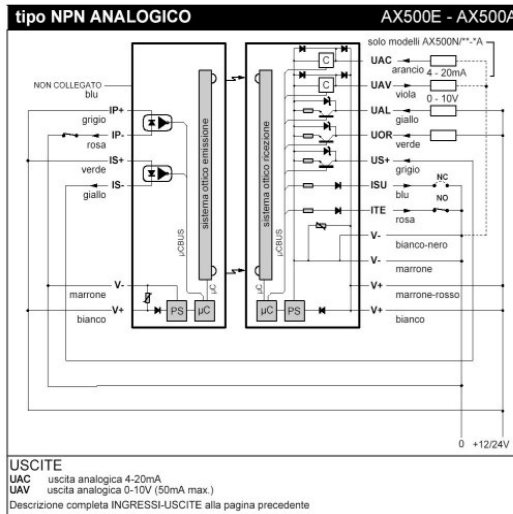 tipo NPN ANALOGICO AX500E - AX500A
solo modelli AX500N/**-*A
NON COLLEGATO
blu
IP+
grigio
IP-
rosa
IS+
verde
IS-
giallo
V-
marrone
V+
bianco
sistema ottico emissione
µCBUS
µC
PS
µC
sistema ottico ricezione
µCBUS
µC
µC
PS
C
C
UAC
arancio
4 - 20mA
UAV
viola
0 - 10V
UAL
giallo
UOR
verde
US+
grigio
ISU
blu
NC
ITE
rosa
NO
V-
bianco-nero
V-
marrone
V+
marrone-rosso
V+
bianco
0 +12/24V
USCITE
UAC uscita analogica 4-20mA
UAV uscita analogica 0-10V (50mA max.)
Descrizione completa INGRESSI-USCITE alla pagina precedente